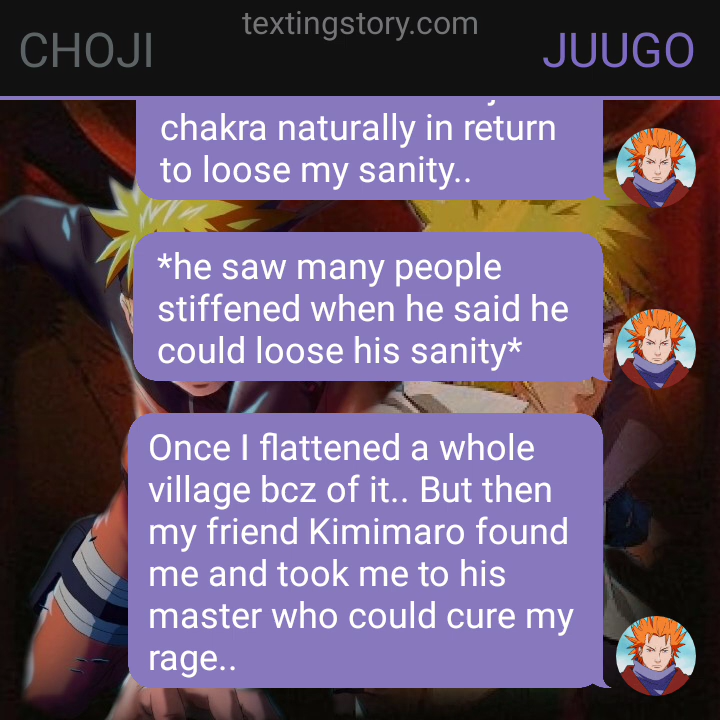 textingstory.com
CHOJI
JUUGO
chakra naturally in return
to loose my sanity..
*he saw many people
stiffened when he said he
could loose his sanity*
Once I flattened a whole
village bcz of it.. But then
my friend Kimimaro found
me and took me to his
master who could cure my
rage..